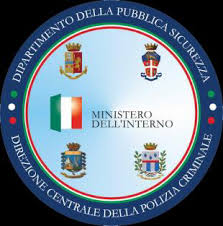 DIPARTIMENTO DELLA PUBBLICA SICUREZZA
MINISTERO
DELL'INTERNO
DIREZIONE CENTRALE DELLA POLIZIA CRIMINALE